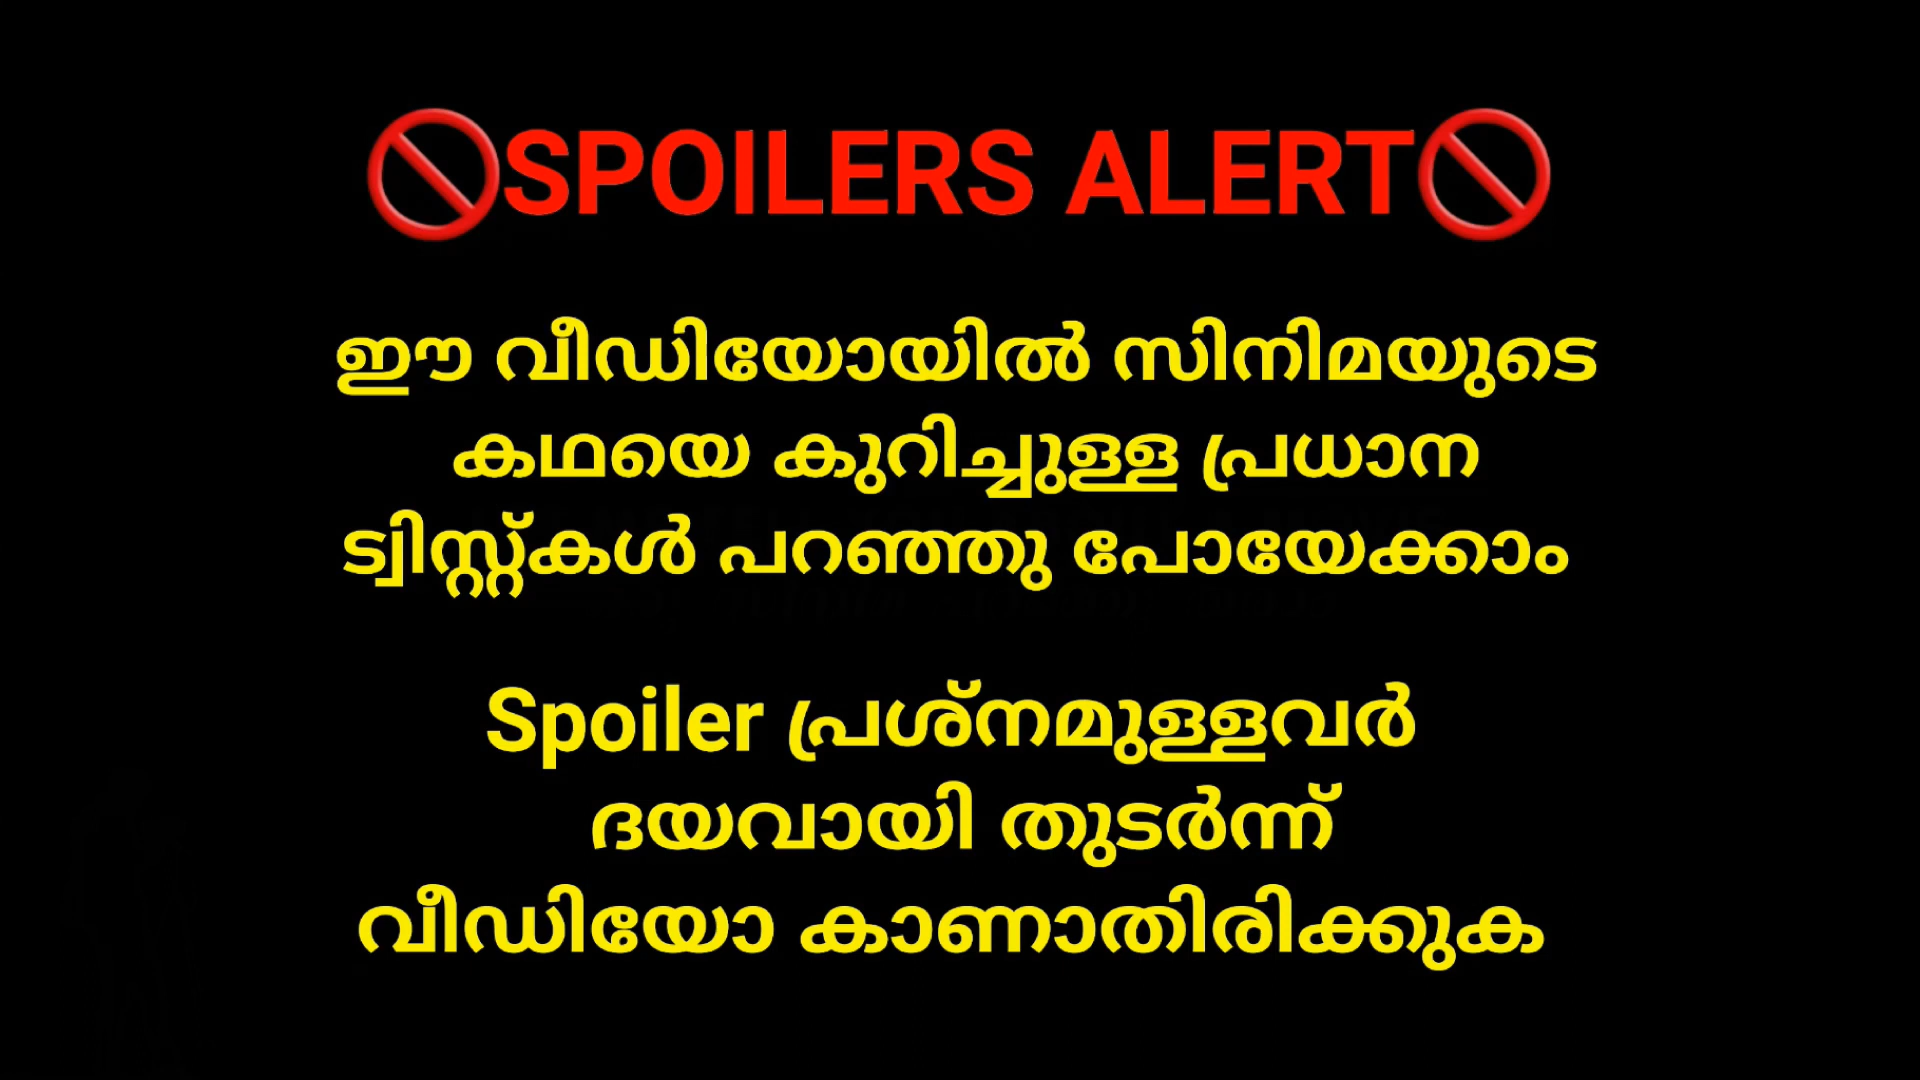 🚫SPOILERS ALERT🚫
ഈ വീഡിയോയിൽ സിനിമയുടെ
കഥയെ കുറിച്ചുള്ള പ്രധാന
ട്വിസ്റ്റ്കൾ പറഞ്ഞു പോയേക്കാം
Spoiler പ്രശ്നമുള്ളവർ
ദയവായി തുടർന്ന്
വീഡിയോ കാണാതിരിക്കുക